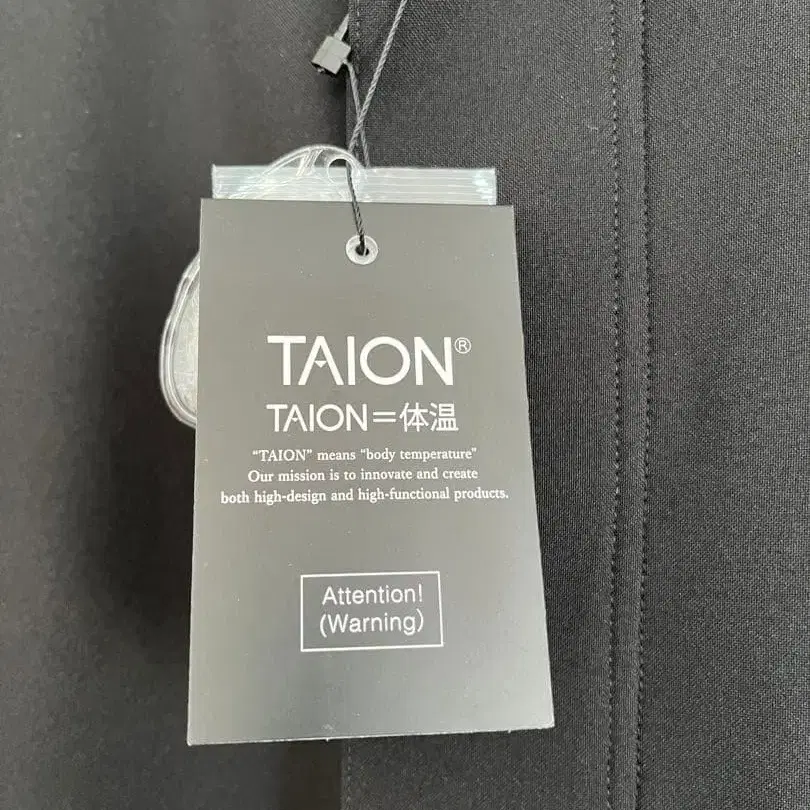 TAION®
TAION=体温
“TAION” means “body temperature”
Our mission is to innovate and create
both high-design and high-functional products.
Attention!
(Warning)